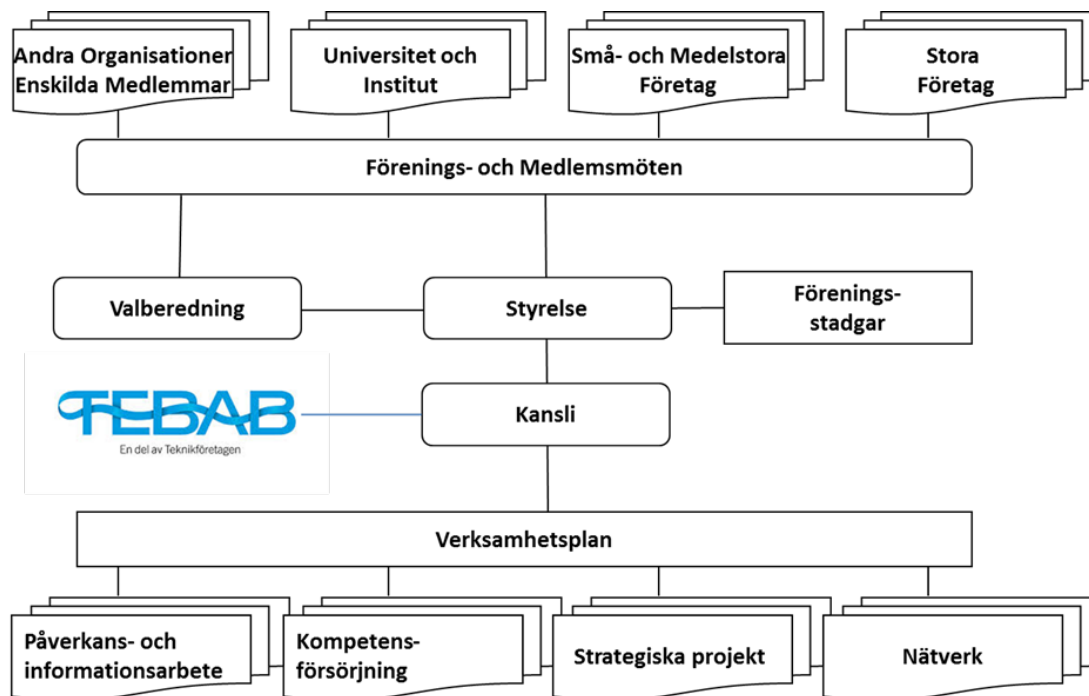 Andra Organisationer
Enskilda Medlemmar
Universitet och
Institut
Små- och Medelstora
Företag
Stora
Företag
Förenings- och Medlemsmöten
Valberedning
Styrelse
Förenings-
stadgar
TEBAB
En del av Teknikföretagen
Kansli
Verksamhetsplan
Påverkans- och
informationsarbete
Kompetens-
försörjning
Strategiska projekt
Nätverk